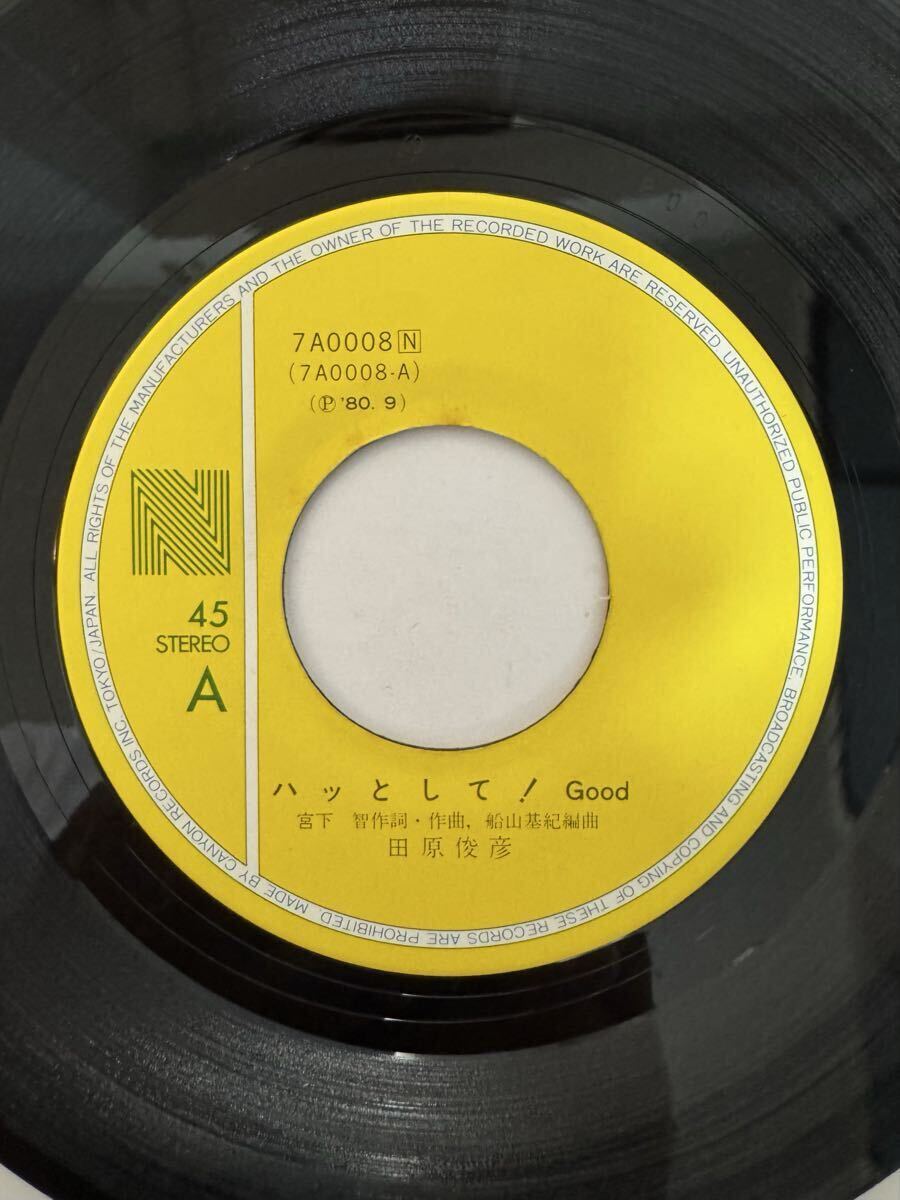 MADE BY CANYON RECORDS INC. TOKYO/JAPAN. ALL RIGHTS OF THE MANUFACTURERS AND THE OWNER OF THE RECORDED WORK ARE RESERVED UNAUTHORIZED PUBLIC PERFORMANCE, BROADCASTING AND COPYING OF THESE RECORDS ARE PROHIBITED.
7A0008 N
(7A0008-A)
(Ⓟ'80. 9)
N
45
STEREO
A
ハッとして! Good
宮下 智作詞・作曲, 船山基紀編曲
田原俊彦